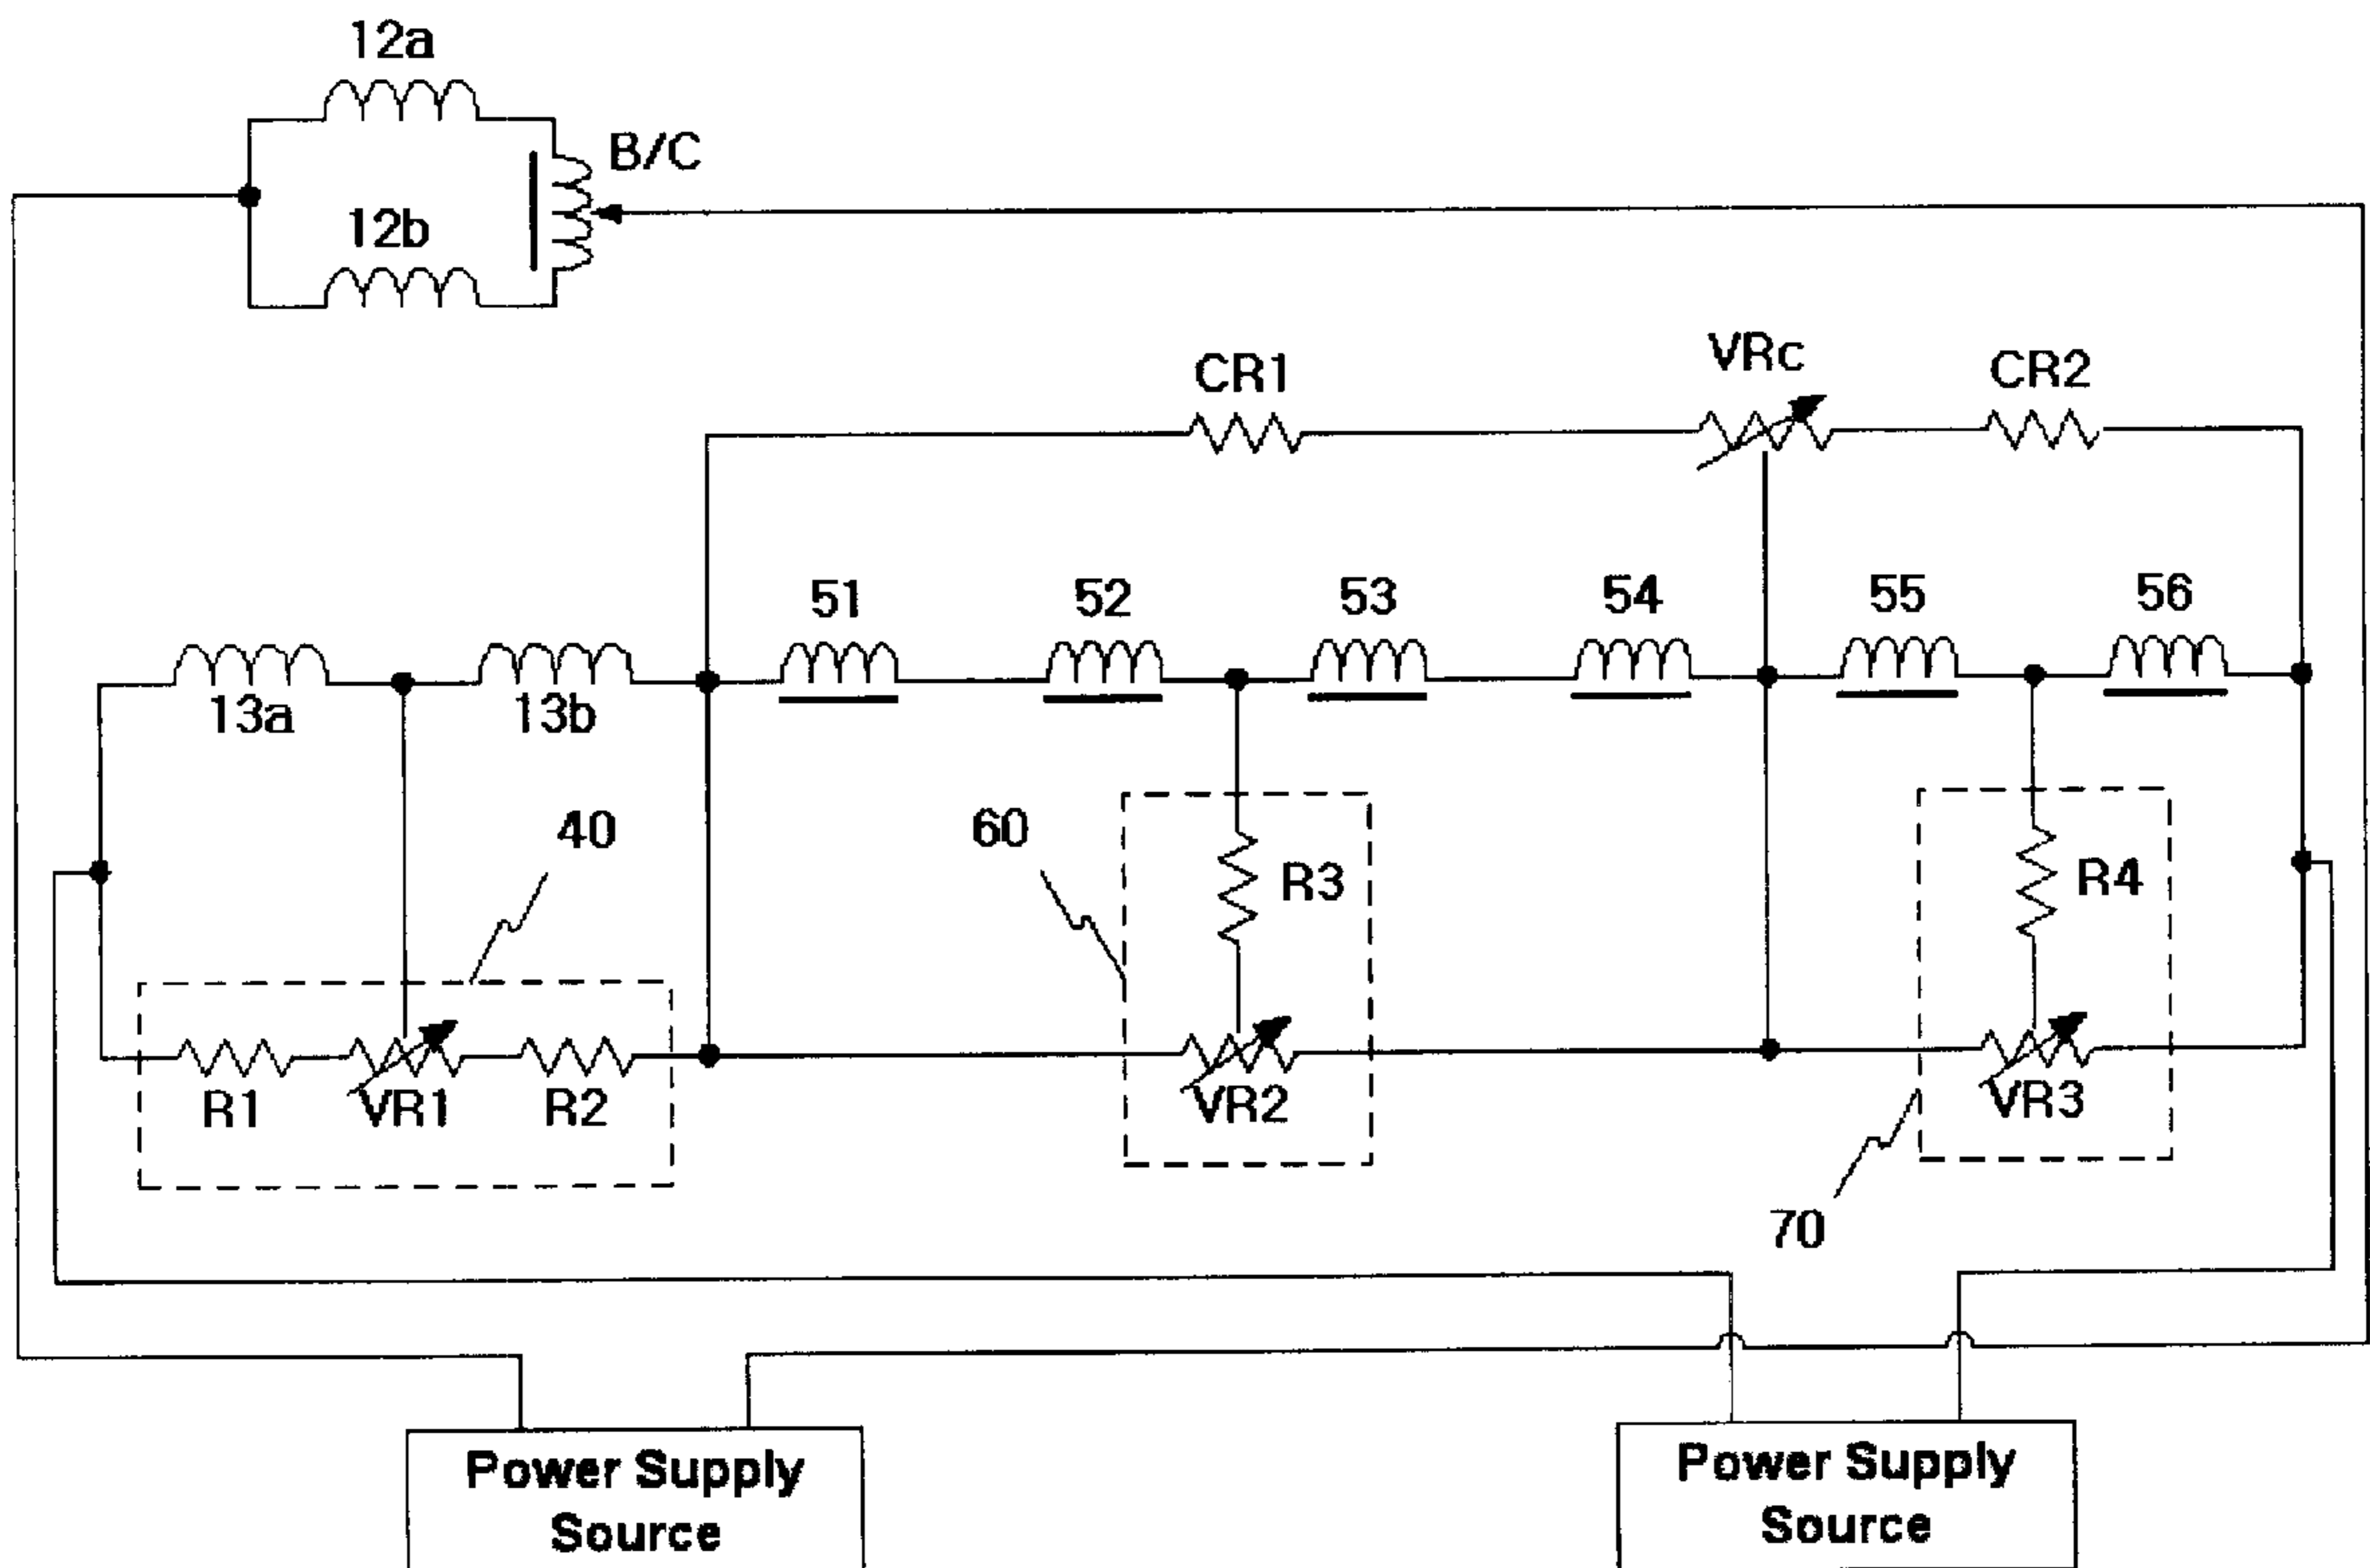 12a
B/C
12b
CR1
VRc
CR2
51
52
53
54
55
56
13a
13b
40
60
R3
R4
R1
VR1
R2
VR2
VR3
70
Power Supply
Source
Power Supply
Source